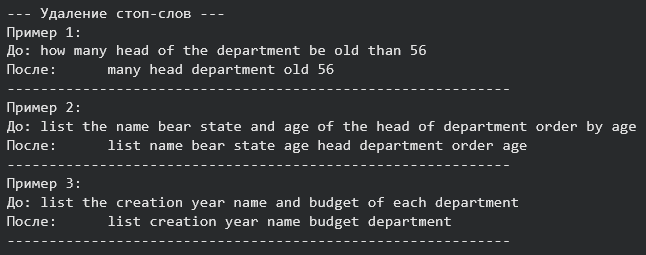 --- Удаление стоп-слов ---
Пример 1:
До: how many head of the department be old than 56
После:      many head department old 56
------------------------------------------------------------
Пример 2:
До: list the name bear state and age of the head of department order by age
После:      list name bear state age head department order age
------------------------------------------------------------
Пример 3:
До: list the creation year name and budget of each department
После:      list creation year name budget department
------------------------------------------------------------